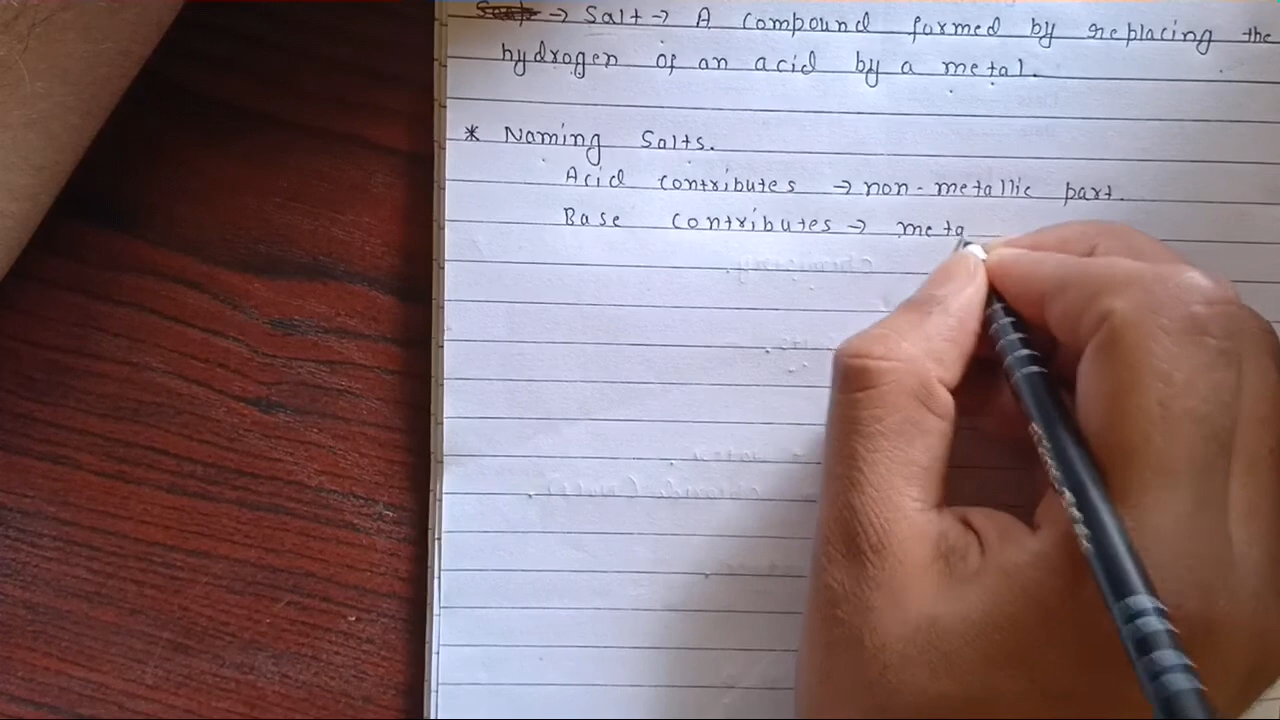 → Salt → A compound formed by replacing the
hydrogen of an acid by a metal.
* Naming Salts.
Acid contributes → non-metallic part.
Base contributes → meta